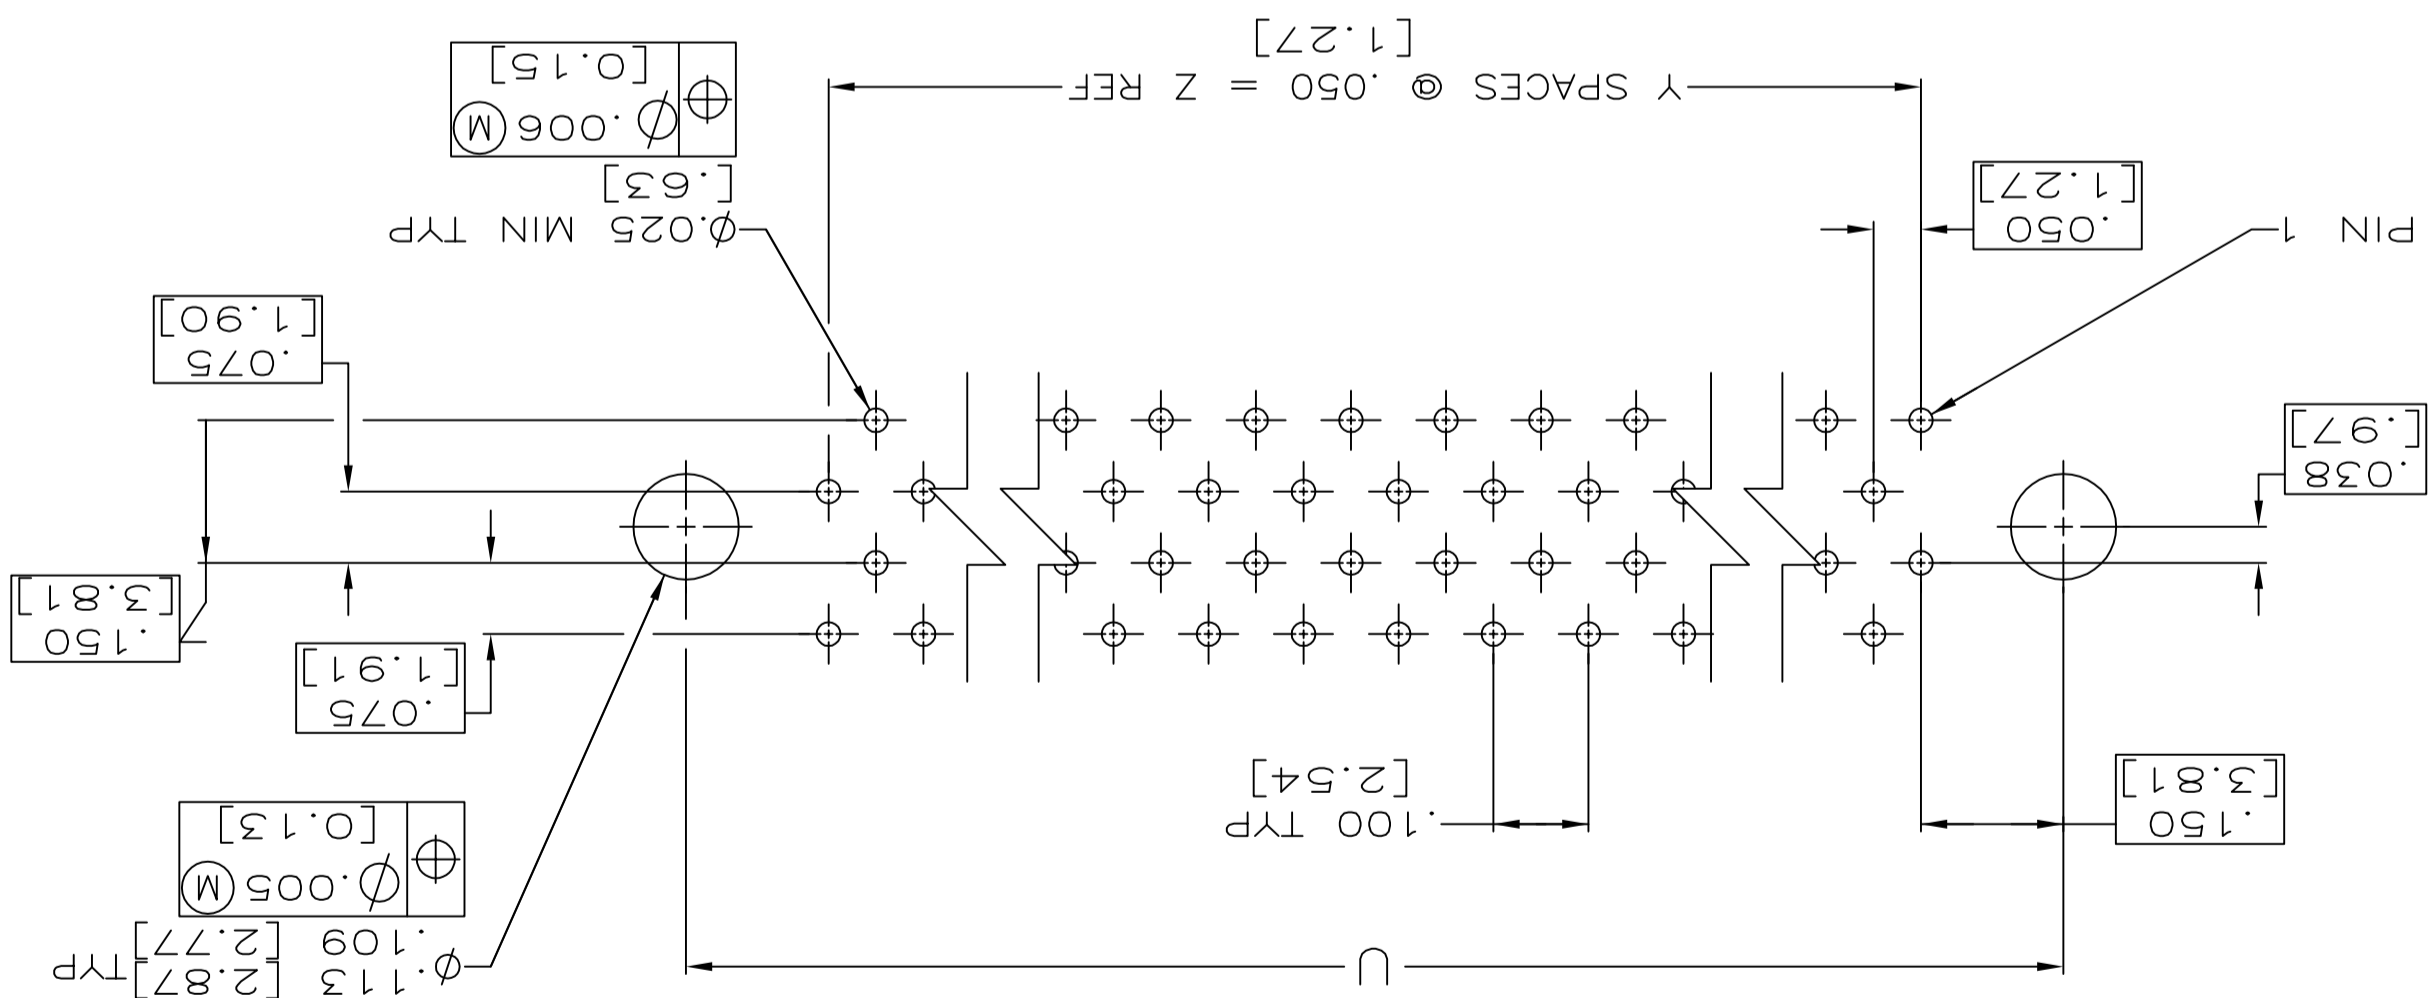 U
Ø.113 [2.87] TYP
.109 [2.77]
⌖ Ø.005 Ⓜ
[0.13]
.150
[3.81]
.100 TYP
[2.54]
.075
[1.91]
.150
[3.81]
.038
[.97]
.075
[1.90]
PIN 1
.050
[1.27]
Ø.025 MIN TYP
[.63]
⌖ Ø.006 Ⓜ
[0.15]
Y SPACES @ .050 = Z REF
[1.27]